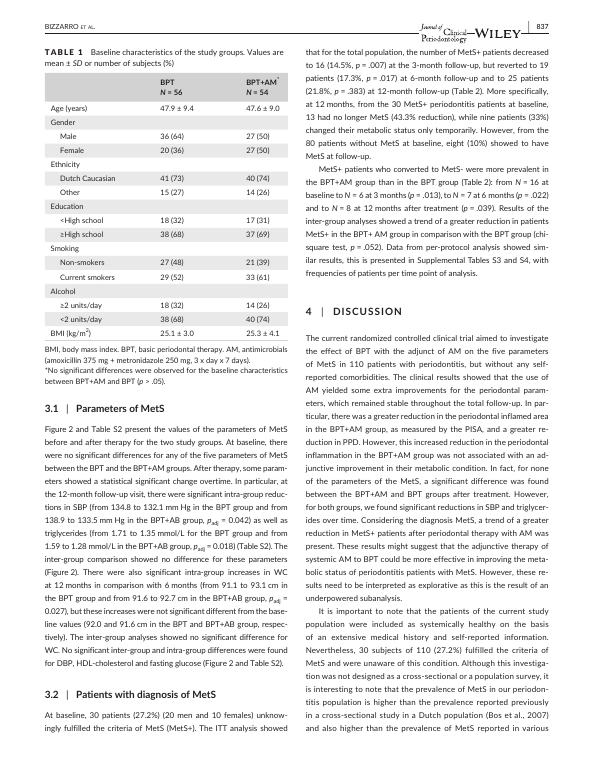 BIZZARRO ET AL.
Journal of Clinical Periodontology WILEY 837
TABLE 1 Baseline characteristics of the study groups. Values are
mean ± SD or number of subjects (%)
BPT BPT+AM*
N = 56 N = 54
Age (years) 47.9 ± 9.4 47.6 ± 9.0
Gender
Male 36 (64) 27 (50)
Female 20 (36) 27 (50)
Ethnicity
Dutch Caucasian 41 (73) 40 (74)
Other 15 (27) 14 (26)
Education
<High school 18 (32) 17 (31)
≥High school 38 (68) 37 (69)
Smoking
Non-smokers 27 (48) 21 (39)
Current smokers 29 (52) 33 (61)
Alcohol
≥2 units/day 18 (32) 14 (26)
<2 units/day 38 (68) 40 (74)
BMI (kg/m²) 25.1 ± 3.0 25.3 ± 4.1
BMI, body mass index. BPT, basic periodontal therapy. AM, antimicrobials
(amoxicillin 375 mg + metronidazole 250 mg, 3 x day x 7 days).
*No significant differences were observed for the baseline characteristics
between BPT+AM and BPT (p > .05).
3.1 | Parameters of MetS
Figure 2 and Table S2 present the values of the parameters of MetS
before and after therapy for the two study groups. At baseline, there
were no significant differences for any of the five parameters of MetS
between the BPT and the BPT+AM groups. After therapy, some param-
eters showed a statistical significant change overtime. In particular, at
the 12-month follow-up visit, there were significant intra-group reduc-
tions in SBP (from 134.8 to 132.1 mm Hg in the BPT group and from
138.9 to 133.5 mm Hg in the BPT+AB group, padj = 0.042) as well as
triglycerides (from 1.71 to 1.35 mmol/L for the BPT group and from
1.59 to 1.28 mmol/L in the BPT+AB group, padj = 0.018) (Table S2). The
inter-group comparison showed no difference for these parameters
(Figure 2). There were also significant intra-group increases in WC
at 12 months in comparison with 6 months (from 91.1 to 93.1 cm in
the BPT group and from 91.6 to 92.7 cm in the BPT+AB group, padj =
0.027), but these increases were not significant different from the base-
line values (92.0 and 91.6 cm in the BPT and BPT+AB group, respec-
tively). The inter-group analyses showed no significant difference for
WC. No significant inter-group and intra-group differences were found
for DBP, HDL-cholesterol and fasting glucose (Figure 2 and Table S2).
3.2 | Patients with diagnosis of MetS
At baseline, 30 patients (27.2%) (20 men and 10 females) unknow-
ingly fulfilled the criteria of MetS (MetS+). The ITT analysis showed
that for the total population, the number of MetS+ patients decreased
to 16 (14.5%, p = .007) at the 3-month follow-up, but reverted to 19
patients (17.3%, p = .017) at 6-month follow-up and to 25 patients
(21.8%, p = .383) at 12-month follow-up (Table 2). More specifically,
at 12 months, from the 30 MetS+ periodontitis patients at baseline,
13 had no longer MetS (43.3% reduction), while nine patients (33%)
changed their metabolic status only temporarily. However, from the
80 patients without MetS at baseline, eight (10%) showed to have
MetS at follow-up.
MetS+ patients who converted to MetS- were more prevalent in
the BPT+AM group than in the BPT group (Table 2): from N = 16 at
baseline to N = 6 at 3 months (p = .013), to N = 7 at 6 months (p = .022)
and to N = 8 at 12 months after treatment (p = .039). Results of the
inter-group analyses showed a trend of a greater reduction in patients
MetS+ in the BPT+ AM group in comparison with the BPT group (chi-
square test, p = .052). Data from per-protocol analysis showed sim-
ilar results, this is presented in Supplemental Tables S3 and S4, with
frequencies of patients per time point of analysis.
4 | DISCUSSION
The current randomized controlled clinical trial aimed to investigate
the effect of BPT with the adjunct of AM on the five parameters
of MetS in 110 patients with periodontitis, but without any self-
reported comorbidities. The clinical results showed that the use of
AM yielded some extra improvements for the periodontal param-
eters, which remained stable throughout the total follow-up. In par-
ticular, there was a greater reduction in the periodontal inflamed area
in the BPT+AM group, as measured by the PISA, and a greater re-
duction in PPD. However, this increased reduction in the periodontal
inflammation in the BPT+AM group was not associated with an ad-
junctive improvement in their metabolic condition. In fact, for none
of the parameters of the MetS, a significant difference was found
between the BPT+AM and BPT groups after treatment. However,
for both groups, we found significant reductions in SBP and triglycer-
ides over time. Considering the diagnosis MetS, a trend of a greater
reduction in MetS+ patients after periodontal therapy with AM was
present. These results might suggest that the adjunctive therapy of
systemic AM to BPT could be more effective in improving the meta-
bolic status of periodontitis patients with MetS. However, these re-
sults need to be interpreted as explorative as this is the result of an
underpowered subanalysis.
It is important to note that the patients of the current study
population were included as systemically healthy on the basis
of an extensive medical history and self-reported information.
Nevertheless, 30 subjects of 110 (27.2%) fulfilled the criteria of
MetS and were unaware of this condition. Although this investiga-
tion was not designed as a cross-sectional or a population survey, it
is interesting to note that the prevalence of MetS in our periodon-
titis population is higher than the prevalence reported previously
in a cross-sectional study in a Dutch population (Bos et al., 2007)
and also higher than the prevalence of MetS reported in various